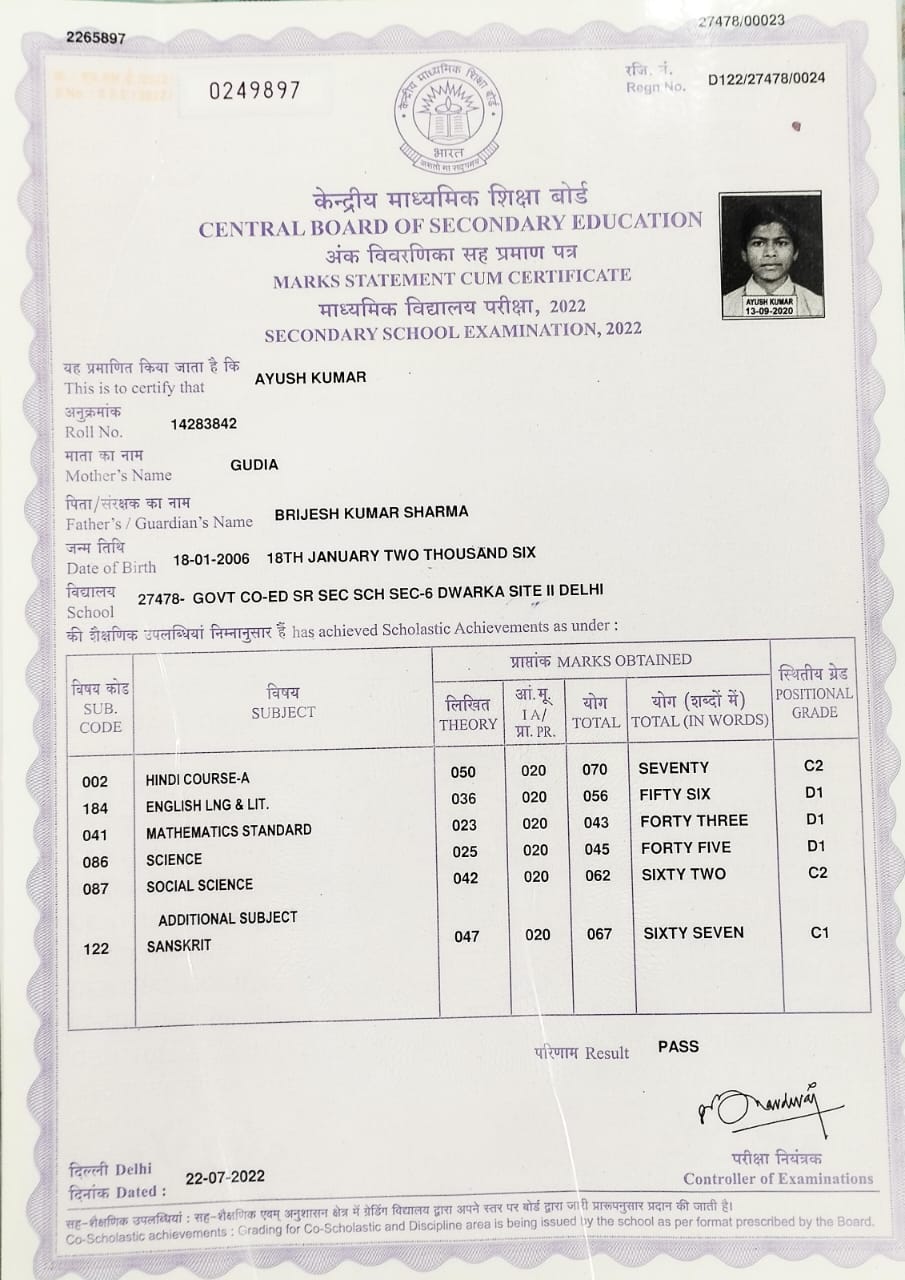 2265897
27478/00023
0249897
रजि. नं.
Regn No. D122/27478/0024
केन्द्रीय माध्यमिक शिक्षा बोर्ड
भारत
असतो मा सद्गमय
केन्द्रीय माध्यमिक शिक्षा बोर्ड
CENTRAL BOARD OF SECONDARY EDUCATION
अंक विवरणिका सह प्रमाण पत्र
MARKS STATEMENT CUM CERTIFICATE
माध्यमिक विद्यालय परीक्षा, 2022
SECONDARY SCHOOL EXAMINATION, 2022
AYUSH KUMAR
13-09-2020
यह प्रमाणित किया जाता है कि
This is to certify that AYUSH KUMAR
अनुक्रमांक
Roll No. 14283842
माता का नाम
Mother's Name GUDIA
पिता/संरक्षक का नाम
Father's / Guardian's Name BRIJESH KUMAR SHARMA
जन्म तिथि
Date of Birth 18-01-2006 18TH JANUARY TWO THOUSAND SIX
विद्यालय
School 27478- GOVT CO-ED SR SEC SCH SEC-6 DWARKA SITE II DELHI
की शैक्षणिक उपलब्धियां निम्नानुसार हैं has achieved Scholastic Achievements as under :
विषय कोड
SUB.
CODE
विषय
SUBJECT
प्राप्तांक MARKS OBTAINED
लिखित
THEORY
आं.मू.
I A/
प्रा. PR.
योग
TOTAL
योग (शब्दों में)
TOTAL (IN WORDS)
स्थितीय ग्रेड
POSITIONAL
GRADE
002 HINDI COURSE-A 050 020 070 SEVENTY C2
184 ENGLISH LNG & LIT. 036 020 056 FIFTY SIX D1
041 MATHEMATICS STANDARD 023 020 043 FORTY THREE D1
086 SCIENCE 025 020 045 FORTY FIVE D1
087 SOCIAL SCIENCE 042 020 062 SIXTY TWO C2
ADDITIONAL SUBJECT
122 SANSKRIT 047 020 067 SIXTY SEVEN C1
परिणाम Result PASS
दिल्ली Delhi
दिनांक Dated : 22-07-2022
परीक्षा नियंत्रक
Controller of Examinations
सह-शैक्षणिक उपलब्धियां : सह-शैक्षणिक एवम् अनुशासन क्षेत्र में ग्रेडिंग विद्यालय द्वारा अपने स्तर पर बोर्ड द्वारा जारी प्रारूपनुसार प्रदान की जाती है।
Co-Scholastic achievements : Grading for Co-Scholastic and Discipline area is being issued by the school as per format prescribed by the Board.